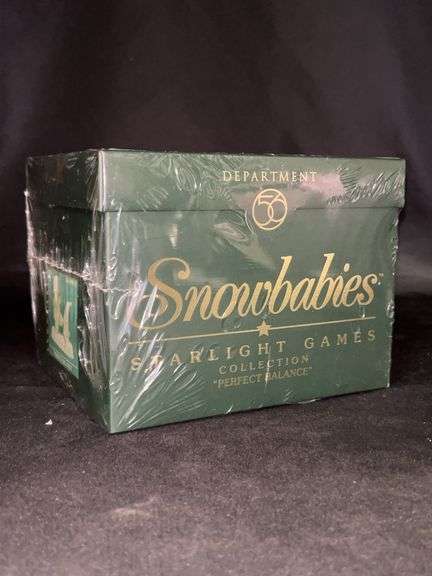 DEPARTMENT
56
Snowbabies™
STARLIGHT GAMES
COLLECTION
"PERFECT BALANCE"